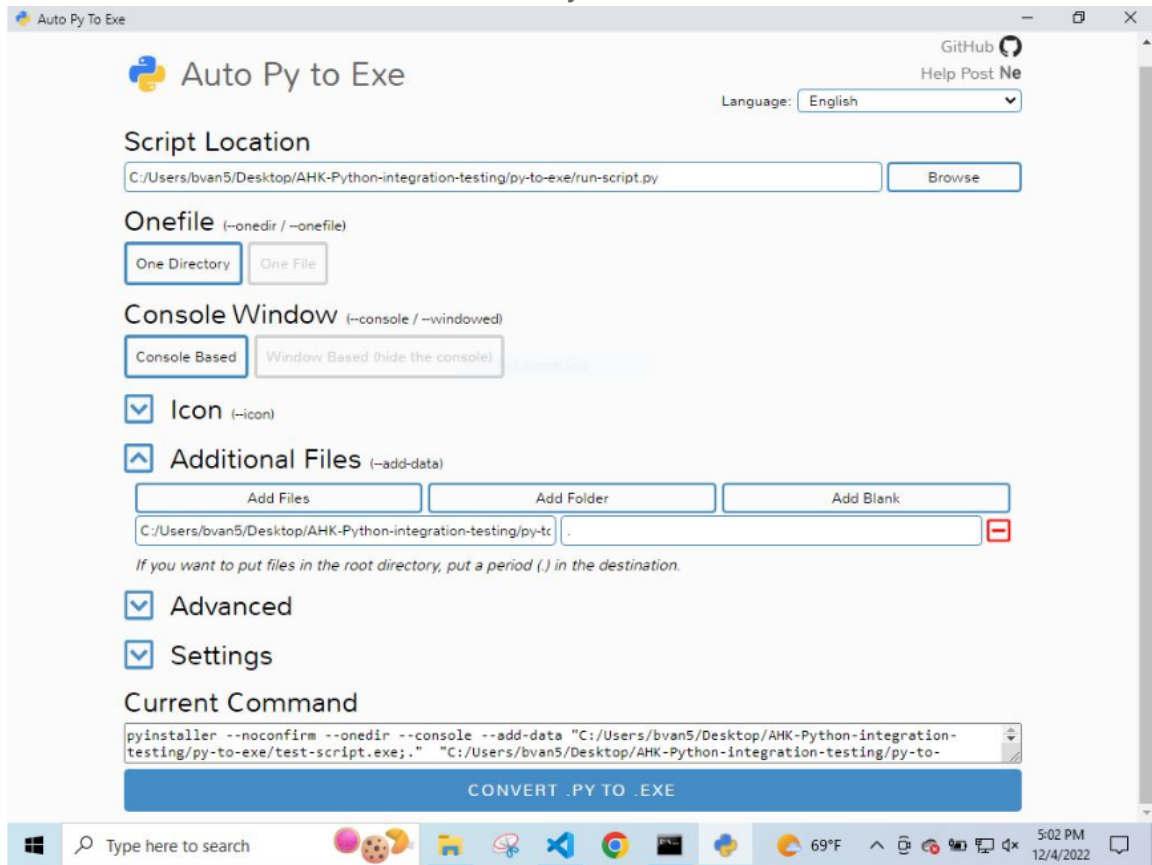 Auto Py To Exe
GitHub
Auto Py to Exe
Help Post Ne
Language: English
Script Location
C:/Users/bvan5/Desktop/AHK-Python-integration-testing/py-to-exe/run-script.py Browse
Onefile (--onedir / --onefile)
One Directory One File
Console Window (--console / --windowed)
Console Based Window Based (hide the console)
Icon (--icon)
Additional Files (--add-data)
Add Files Add Folder Add Blank
C:/Users/bvan5/Desktop/AHK-Python-integration-testing/py-to .
If you want to put files in the root directory, put a period (.) in the destination.
Advanced
Settings
Current Command
pyinstaller --noconfirm --onedir --console --add-data "C:/Users/bvan5/Desktop/AHK-Python-integration-
testing/py-to-exe/test-script.exe;." "C:/Users/bvan5/Desktop/AHK-Python-integration-testing/py-to-
CONVERT .PY TO .EXE
Type here to search 69°F 5:02 PM
12/4/2022